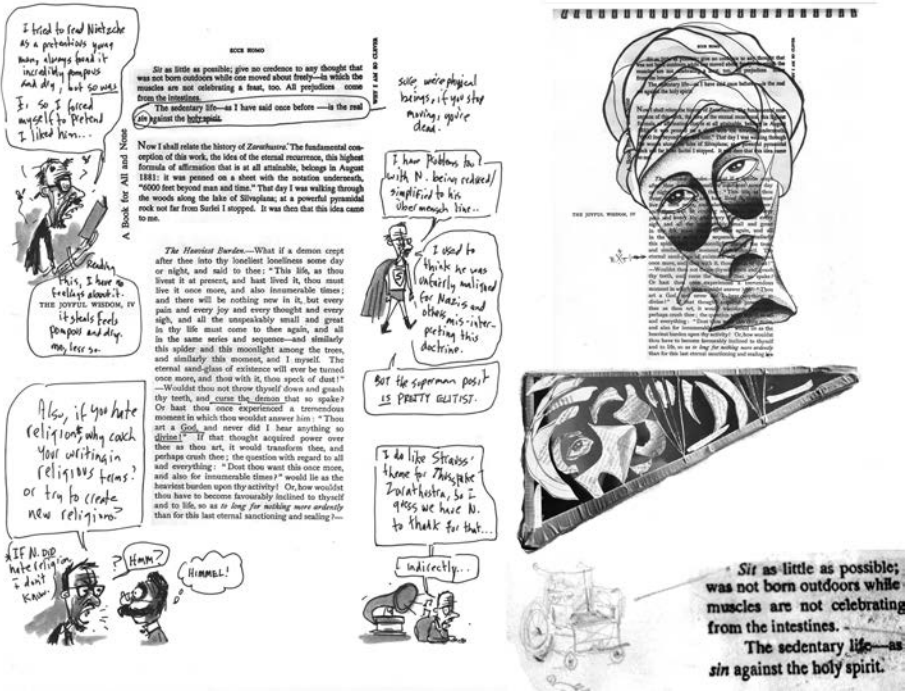 I tried to read Nietzche
as a pretentious young
man, always found it
incredibly pompous
and dry, but so was
I, so I forced
myself to pretend
I liked him...
Reading
this, I have no
feelings about it.
THE JOYFUL WISDOM, IV
it steals feels
pompous and dry.
me, less so.
ECCE HOMO
WHY I AM SO CLEVER
Sit as little as possible; give no credence to any thought that
was not born outdoors while one moved about freely—in which the
muscles are not celebrating a feast, too. All prejudices come
from the intestines.
The sedentary life—as I have said once before—is the real
sin against the holy spirit.
A Book for All and None
Now I shall relate the history of Zarathustra. The fundamental con-
ception of this work, the idea of the eternal recurrence, this highest
formula of affirmation that is at all attainable, belongs in August
1881: it was penned on a sheet with the notation underneath,
"6000 feet beyond man and time." That day I was walking through
the woods along the lake of Silvaplana; at a powerful pyramidal
rock not far from Surlei I stopped. It was then that this idea came
to me.
The Heaviest Burden.—What if a demon crept
after thee into thy loneliest loneliness some day
or night, and said to thee: "This life, as thou
livest it at present, and hast lived it, thou must
live it once more, and also innumerable times;
and there will be nothing new in it, but every
pain and every joy and every thought and every
sigh, and all the unspeakably small and great
in thy life must come to thee again, and all
in the same series and sequence—and similarly
this spider and this moonlight among the trees,
and similarly this moment, and I myself. The
eternal sand-glass of existence will ever be turned
once more, and thou with it, thou speck of dust!"
—Wouldst thou not throw thyself down and gnash
thy teeth, and curse the demon that so spake?
Or hast thou once experienced a tremendous
moment in which thou wouldst answer him: "Thou
art a God, and never did I hear anything so
divine!" If that thought acquired power over
thee as thou art, it would transform thee, and
perhaps crush thee; the question with regard to all
and everything: "Dost thou want this once more,
and also for innumerable times?" would lie as the
heaviest burden upon thy activity! Or, how wouldst
thou have to become favourably inclined to thyself
and to life, so as to long for nothing more ardently
than for this last eternal sanctioning and sealing?—
sure, we're physical
beings, if you stop
moving, you're
dead.
I have problems too
with N. being reduced/
simplified to his
übermensch line..
I used to
think he was
unfairly maligned
for Nazis and
others mis-inter-
preting this
doctrine.
S
BUT the superman posit
IS PRETTY ELITIST.
Also, if you hate
religion*, why couch
your writing in
religious terms?
or try to create
new religions?
*IF N. DID
hate religion
I don't
know.
?
Hmm?
HIMMEL!
I do like Strauss'
theme for Zhuspake
Zarathustra, so I
guess we have N.
to thank for that...
indirectly...
ECCE HOMO
THE JOYFUL WISDOM, IV
Sit as little as possible;
was not born outdoors while
muscles are not celebrating
from the intestines.
The sedentary life—as
sin against the holy spirit.